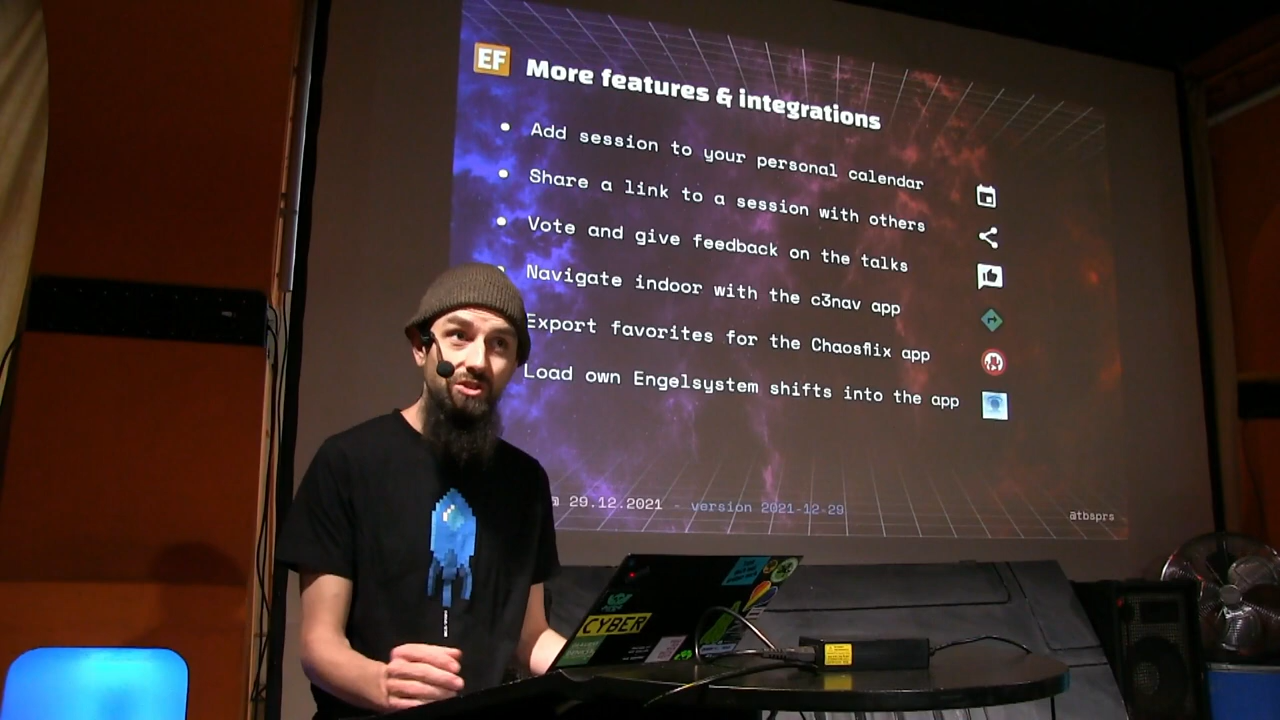 EF
More features & integrations
Add session to your personal calendar
Share a link to a session with others
Vote and give feedback on the talks
Navigate indoor with the c3nav app
Export favorites for the Chaosflix app
Load own Engelsystem shifts into the app
29.12.2021 - version 2021-12-29
@tbsprs
CYBER